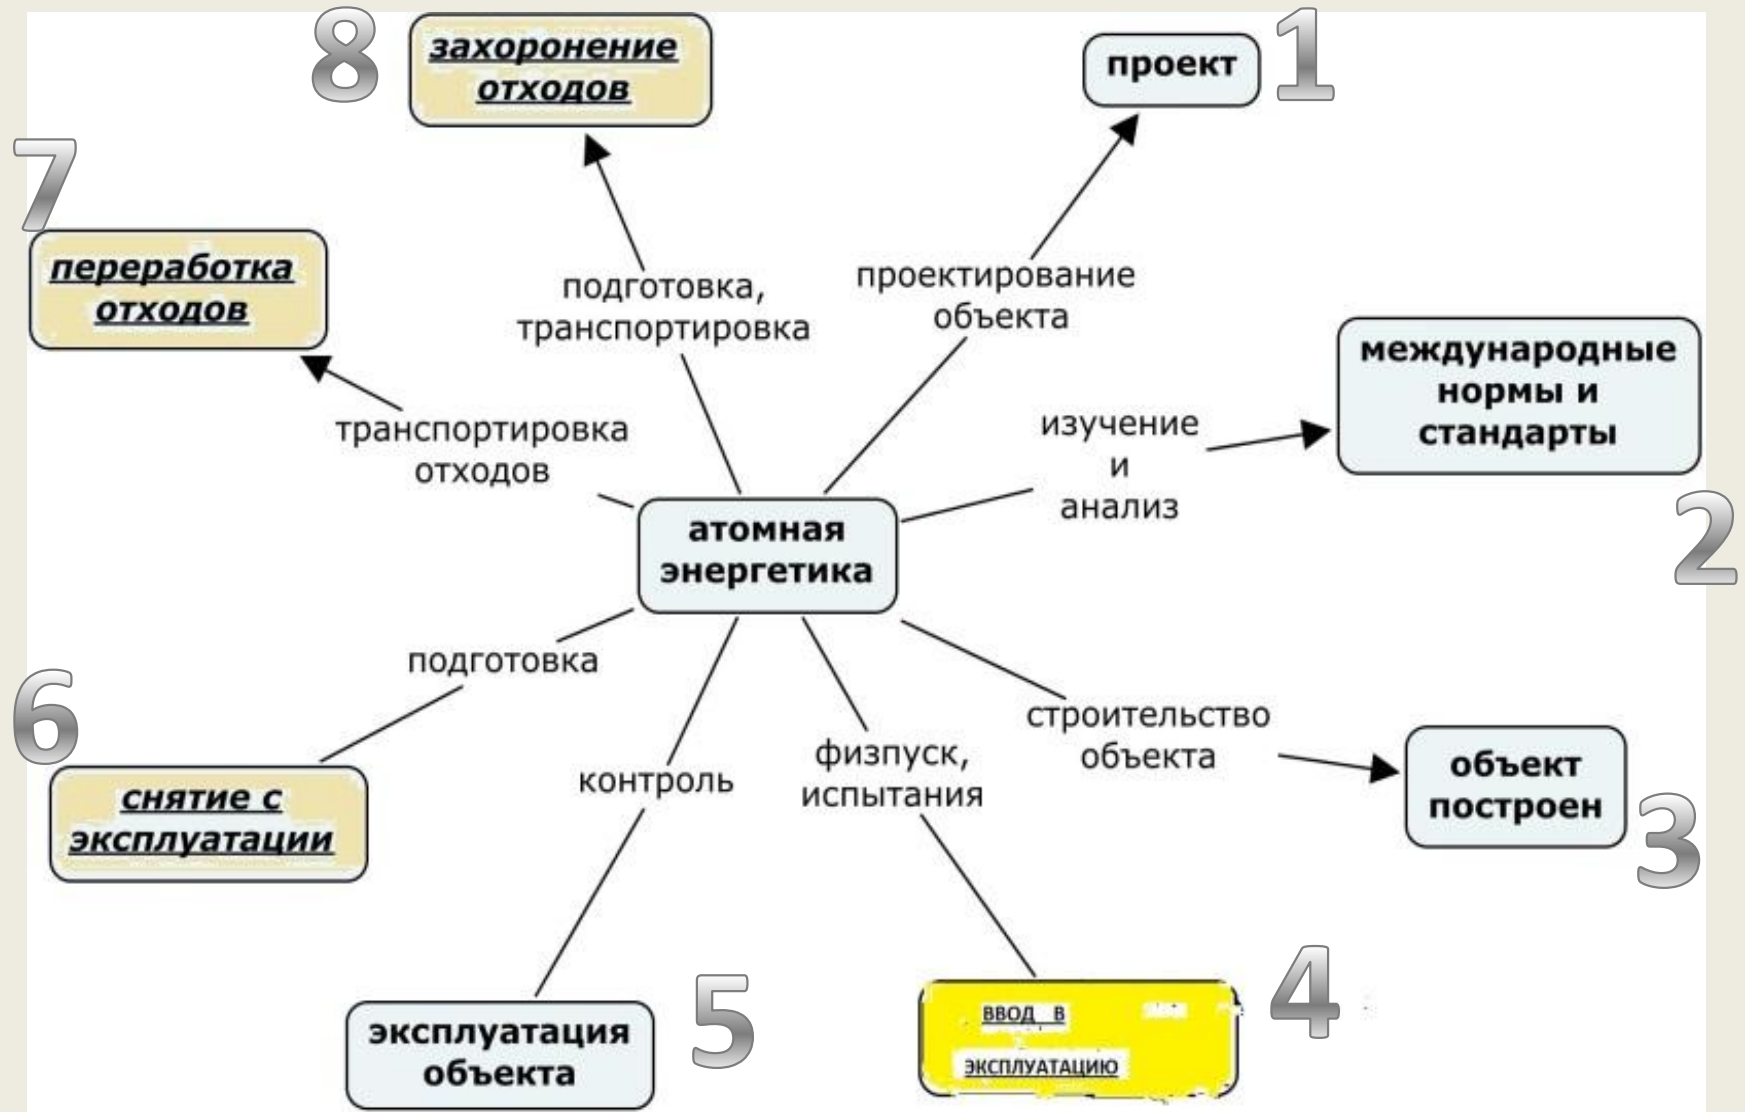 8
захоронение
отходов
проект
1
7
переработка
отходов
подготовка,
транспортировка
проектирование
объекта
международные
нормы и
стандарты
2
транспортировка
отходов
изучение
и
анализ
атомная
энергетика
6
подготовка
снятие с
эксплуатации
контроль
физпуск,
испытания
строительство
объекта
объект
построен
3
эксплуатация
объекта
5
ВВОД В
ЭКСПЛУАТАЦИЮ
4